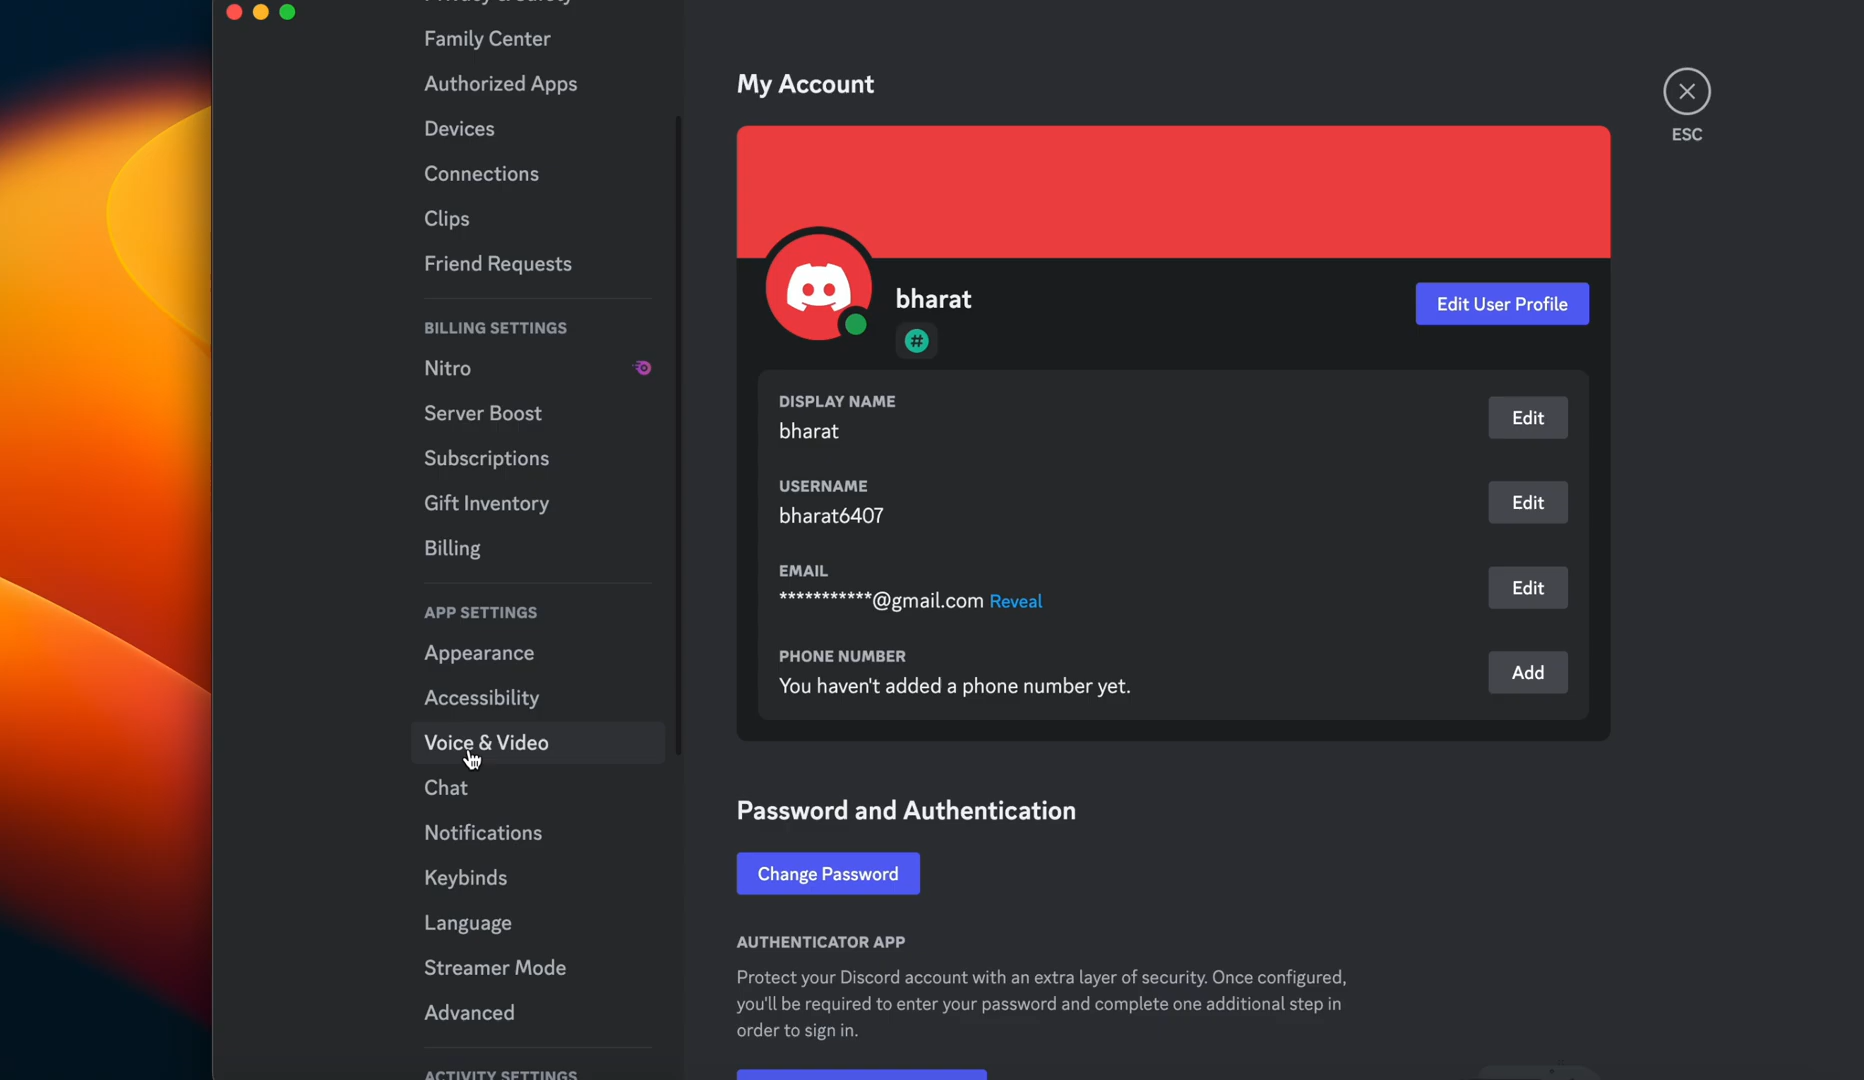 Family Center
Authorized Apps
Devices
Connections
Clips
Friend Requests
BILLING SETTINGS
Nitro
Server Boost
Subscriptions
Gift Inventory
Billing
APP SETTINGS
Appearance
Accessibility
Voice & Video
Chat
Notifications
Keybinds
Language
Streamer Mode
Advanced
ACTIVITY SETTINGS
My Account
ESC
bharat
#
Edit User Profile
DISPLAY NAME
bharat
Edit
USERNAME
bharat6407
Edit
EMAIL
***********@gmail.com Reveal
Edit
PHONE NUMBER
You haven't added a phone number yet.
Add
Password and Authentication
Change Password
AUTHENTICATOR APP
Protect your Discord account with an extra layer of security. Once configured,
you'll be required to enter your password and complete one additional step in
order to sign in.